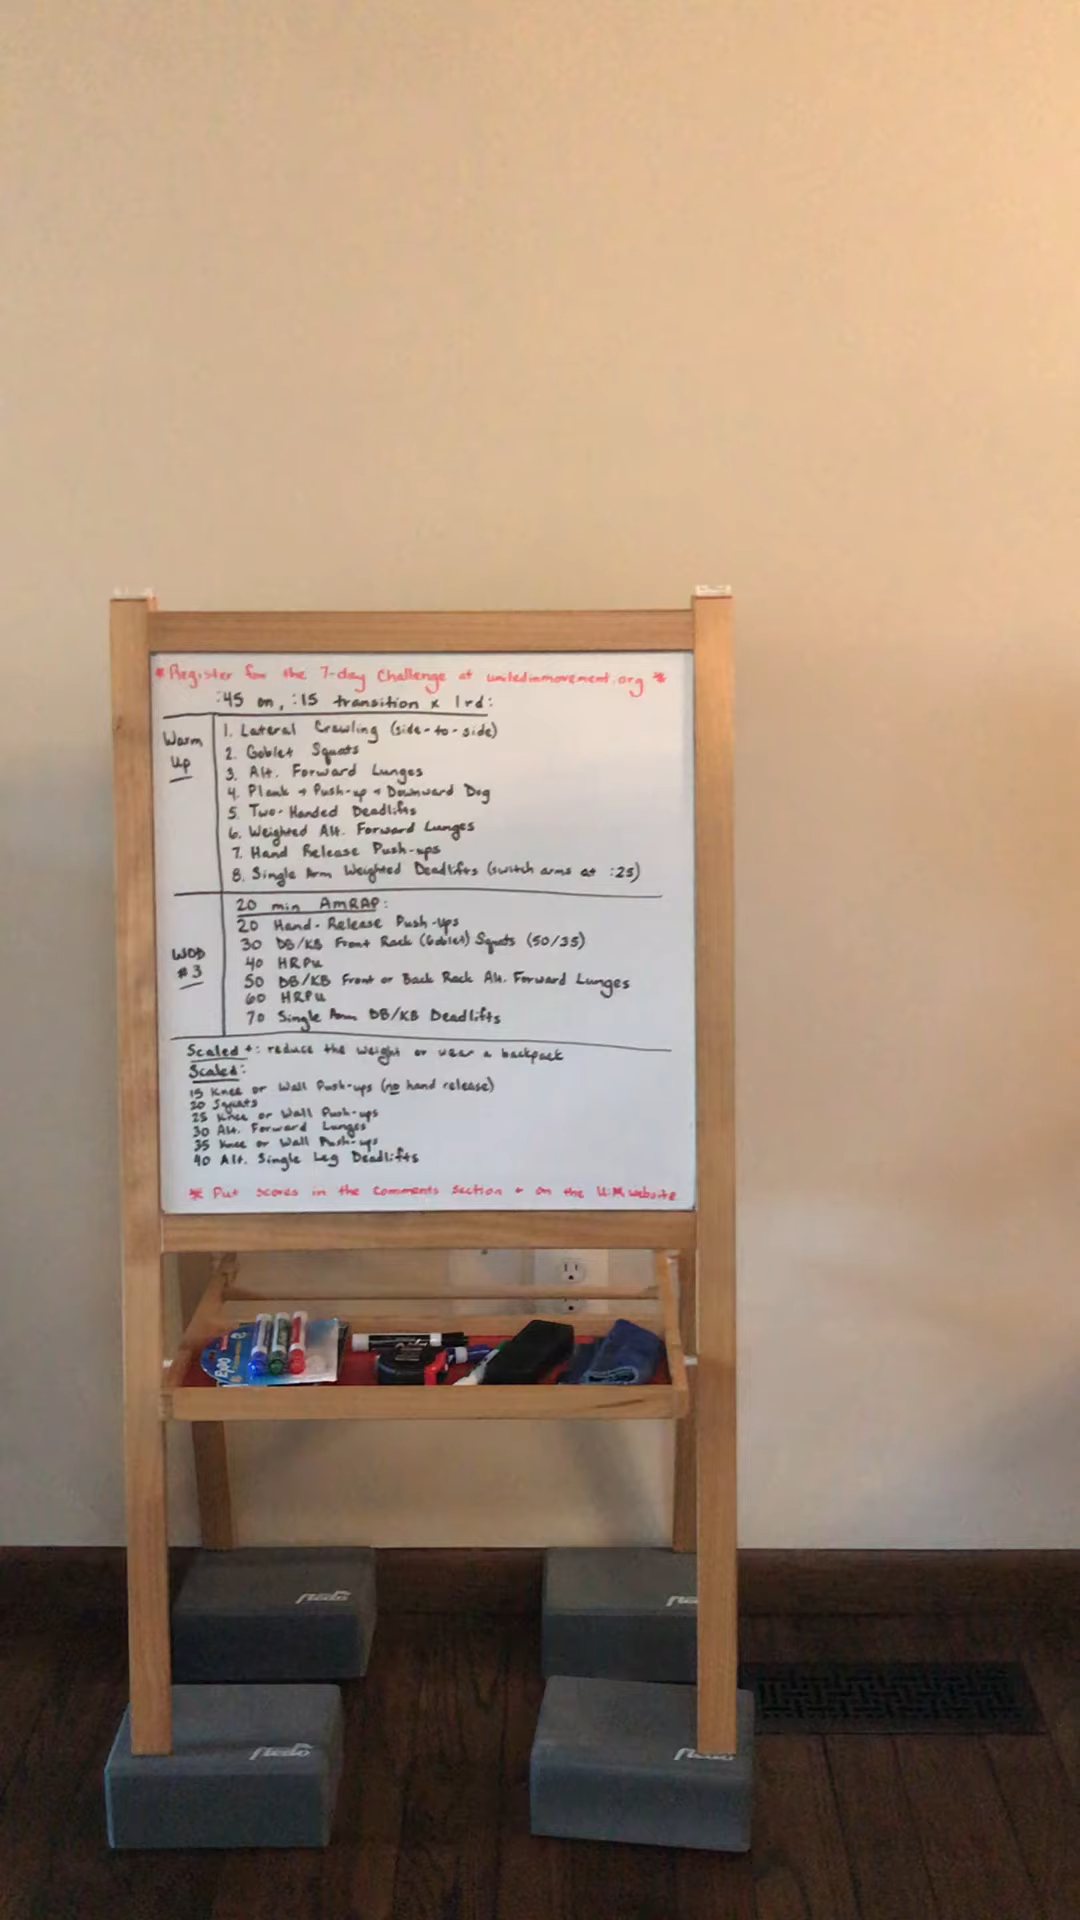 *Register for the 7-day Challenge at unitedinmovement.org *
:45 on, :15 transition x 1rd:
Warm Up
1. Lateral Crawling (side-to-side)
2. Goblet Squats
3. Alt. Forward Lunges
4. Plank → Push-up → Downward Dog
5. Two-Handed Deadlifts
6. Weighted Alt. Forward Lunges
7. Hand Release Push-ups
8. Single Arm Weighted Deadlifts (switch arms at :25)
WOD #3
20 min AmRAP:
20 Hand-Release Push-ups
30 DB/KB Front Rack (Goblet) Squats (50/35)
40 HRPu
50 DB/KB Front or Back Rack Alt. Forward Lunges
60 HRPu
70 Single Arm DB/KB Deadlifts
Scaled +: reduce the weight or wear a backpack
Scaled:
15 Knee or Wall Push-ups (no hand release)
20 Squats
25 Knee or Wall Push-ups
30 Alt. Forward Lunges
35 Knee or Wall Push-ups
40 Alt. Single Leg Deadlifts
* Put scores in the comments section + on the U:M website
Expo